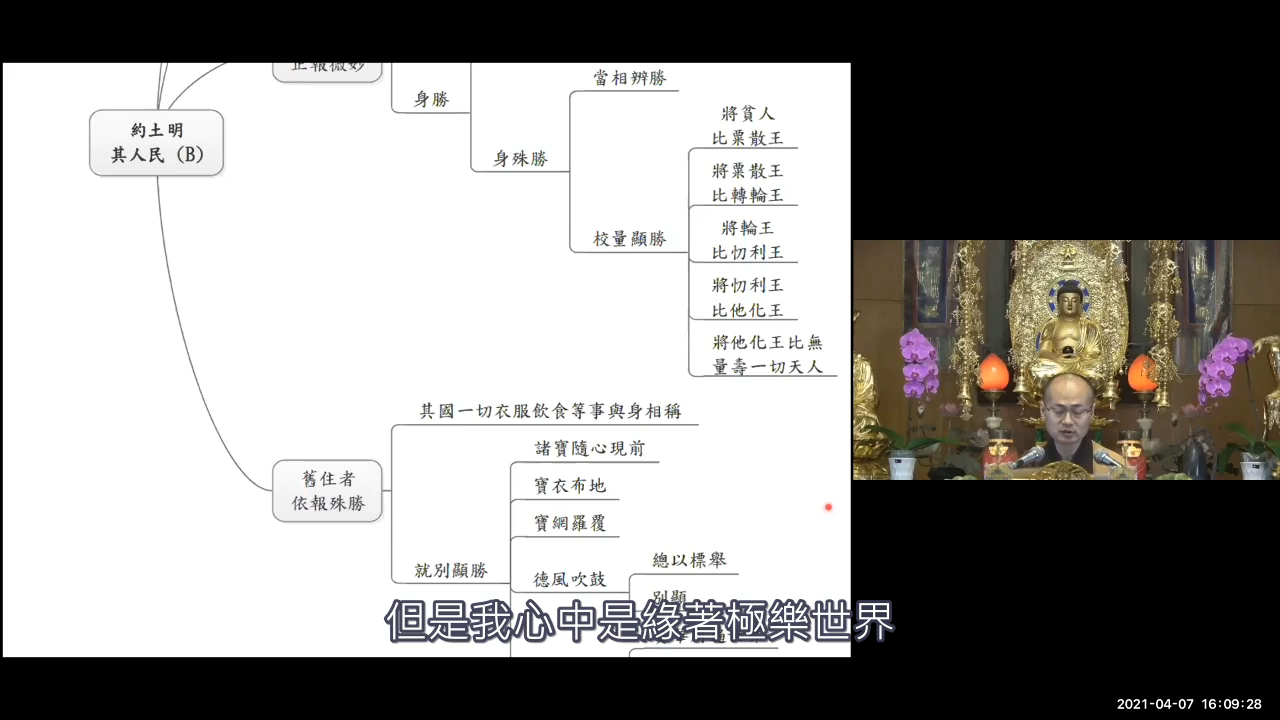 正報微妙
身勝
當相辨勝
約土明
其人民（B）
身殊勝
將貧人
比粟散王
將粟散王
比轉輪王
校量顯勝
將輪王
比忉利王
將忉利王
比他化王
將他化王比無
量壽一切天人
其國一切衣服飲食等事與身相稱
諸寶隨心現前
舊住者
依報殊勝
寶衣布地
寶網羅覆
總以標舉
就別顯勝
德風吹鼓
別顯
但是我心中是緣著極樂世界
2021-04-07 16:09:28